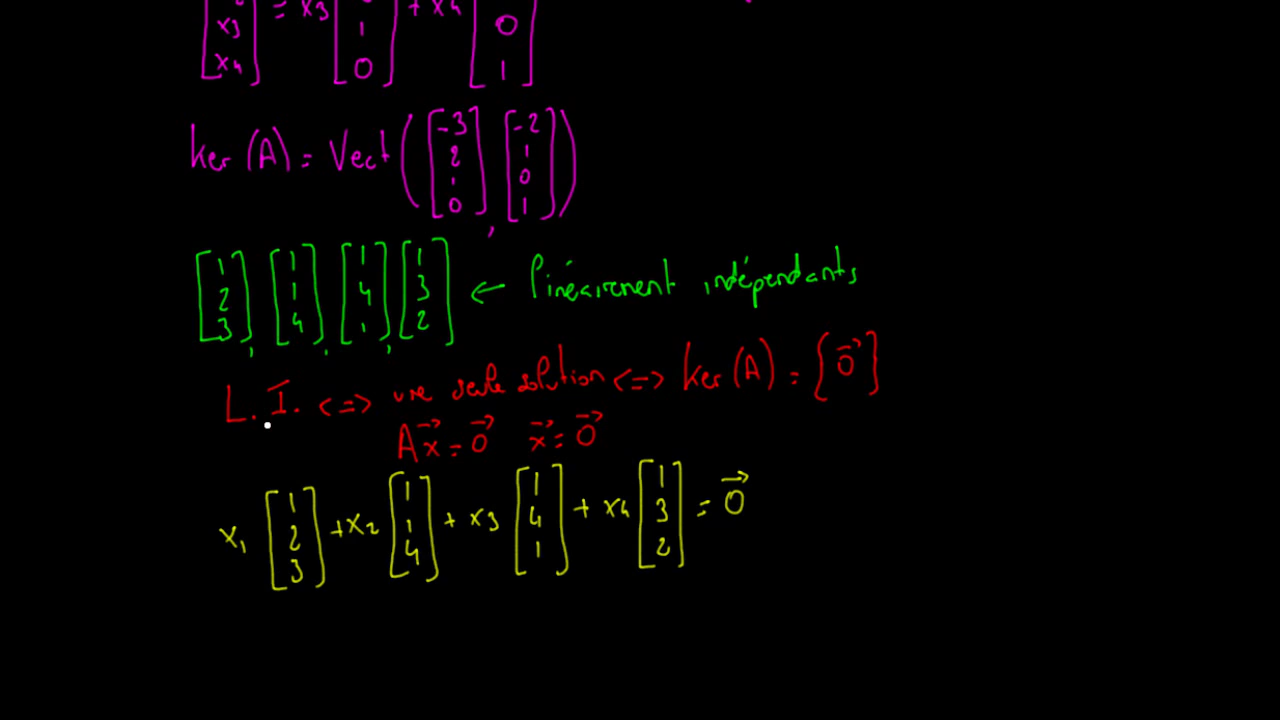 [x3 x4] = x3 [1 0] + x4 [0 1]
ker (A) = Vect ([-3 2 1 0], [-2 1 0 1])
[1 2 3], [1 1 4], [1 4 1], [1 3 2] ← linéairement indépendants
L. I. <=> une seule solution <=> ker (A) = {0⃗}
Ax⃗ = 0⃗ x⃗ = 0⃗
x1 [1 2 3] + x2 [1 1 4] + x3 [1 4 1] + x4 [1 3 2] = 0⃗